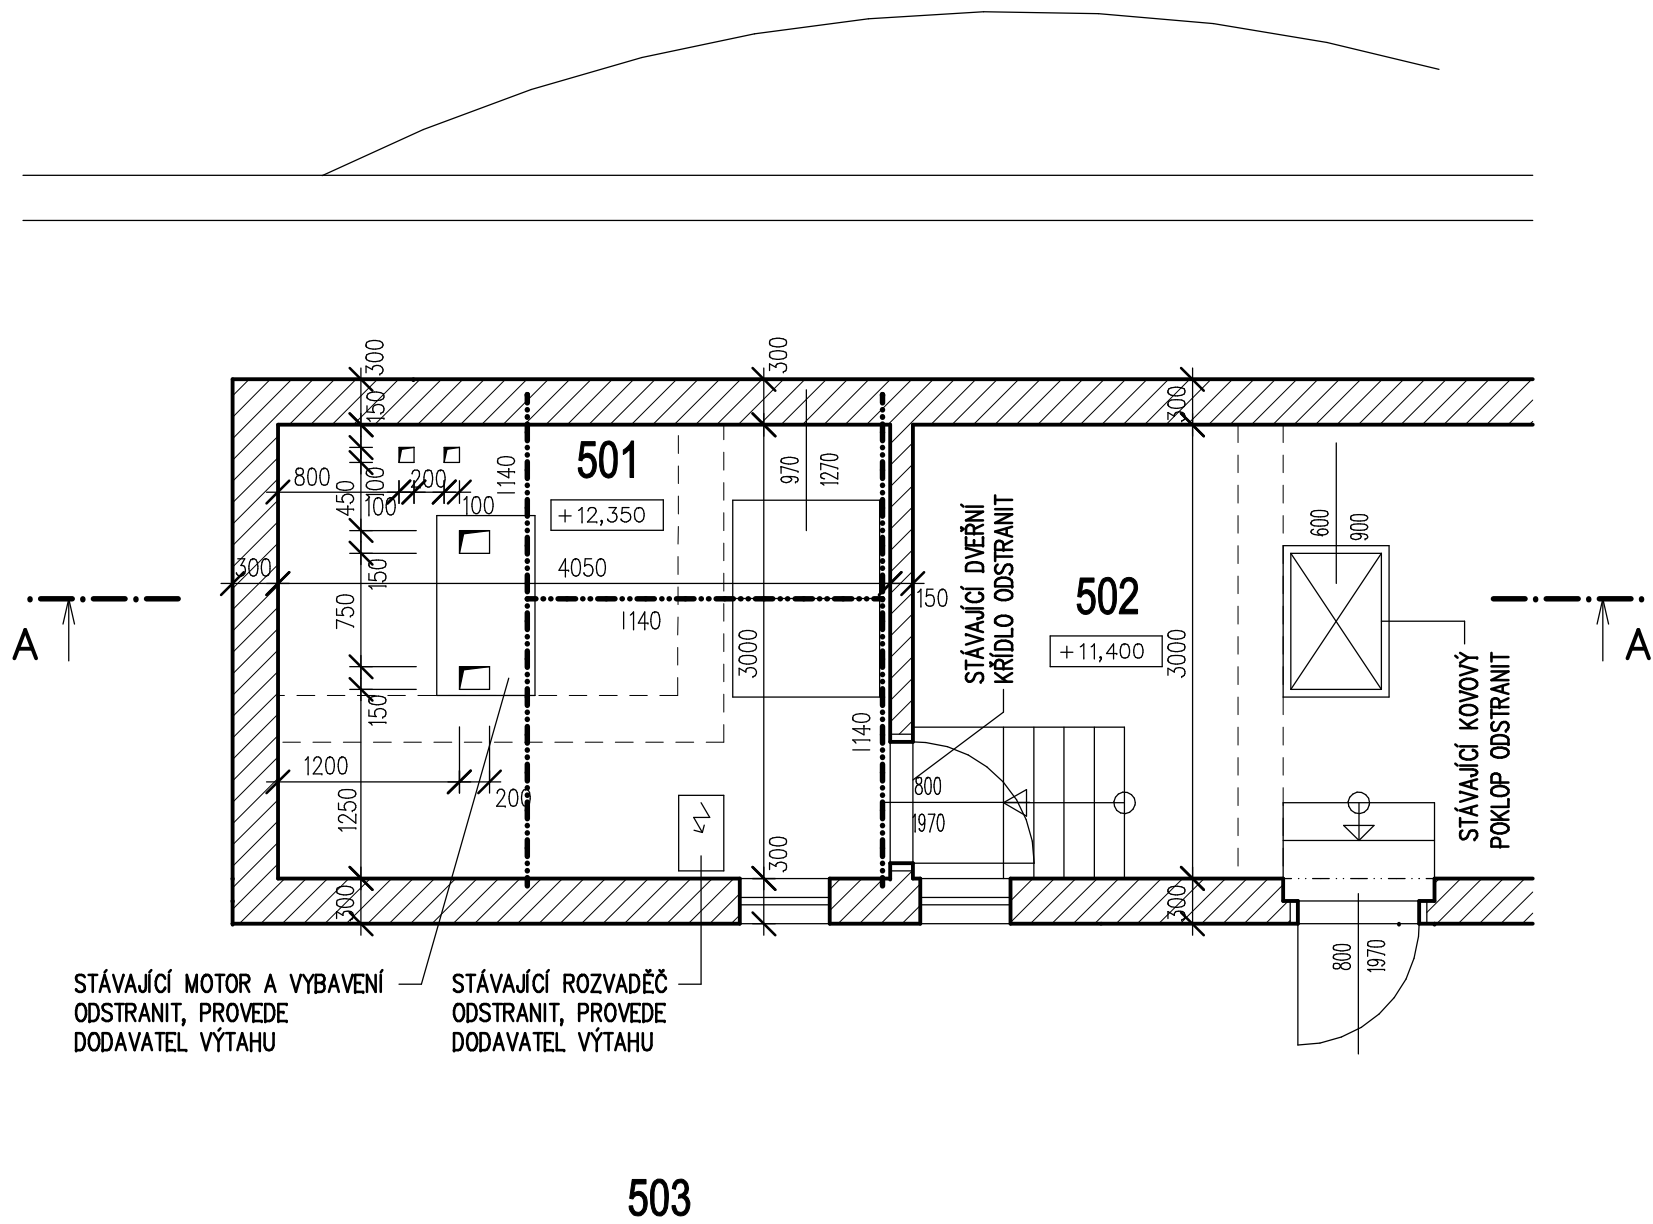 300
300
150
300
501
+12,350
I140
970
1270
800
200
100
100
100
450
600
900
300
4050
150
150
STÁVAJÍCÍ DVEŘNÍ
KŘÍDLO ODSTRANIT
502
+11,400
A
A
750
I140
3000
3000
150
I140
STÁVAJÍCÍ KOVOVÝ
POKLOP ODSTRANIT
1200
200
1250
800
1970
300
300
300
800
1970
STÁVAJÍCÍ MOTOR A VYBAVENÍ
ODSTRANIT, PROVEDE
DODAVATEL VÝTAHU
STÁVAJÍCÍ ROZVADĚČ
ODSTRANIT, PROVEDE
DODAVATEL VÝTAHU
503